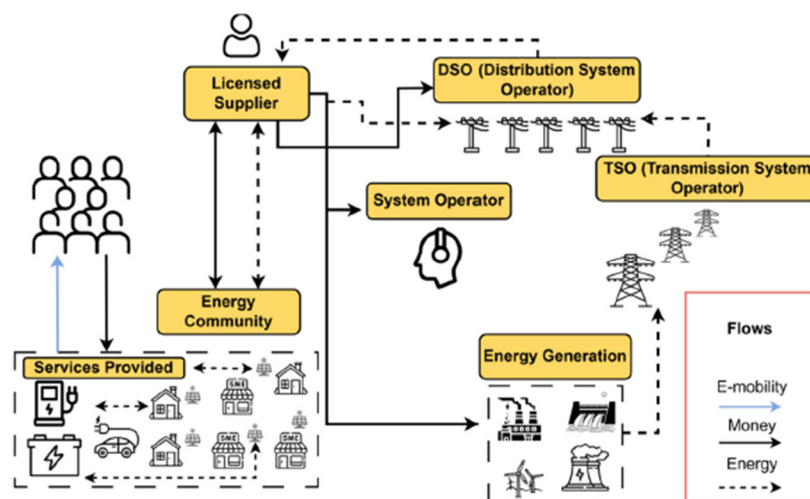 Licensed
Supplier
DSO (Distribution System
Operator)
TSO (Transmission System
Operator)
System Operator
Energy
Community
Energy Generation
Services Provided
SME
SME
SME
SME
Flows
E-mobility
Money
Energy